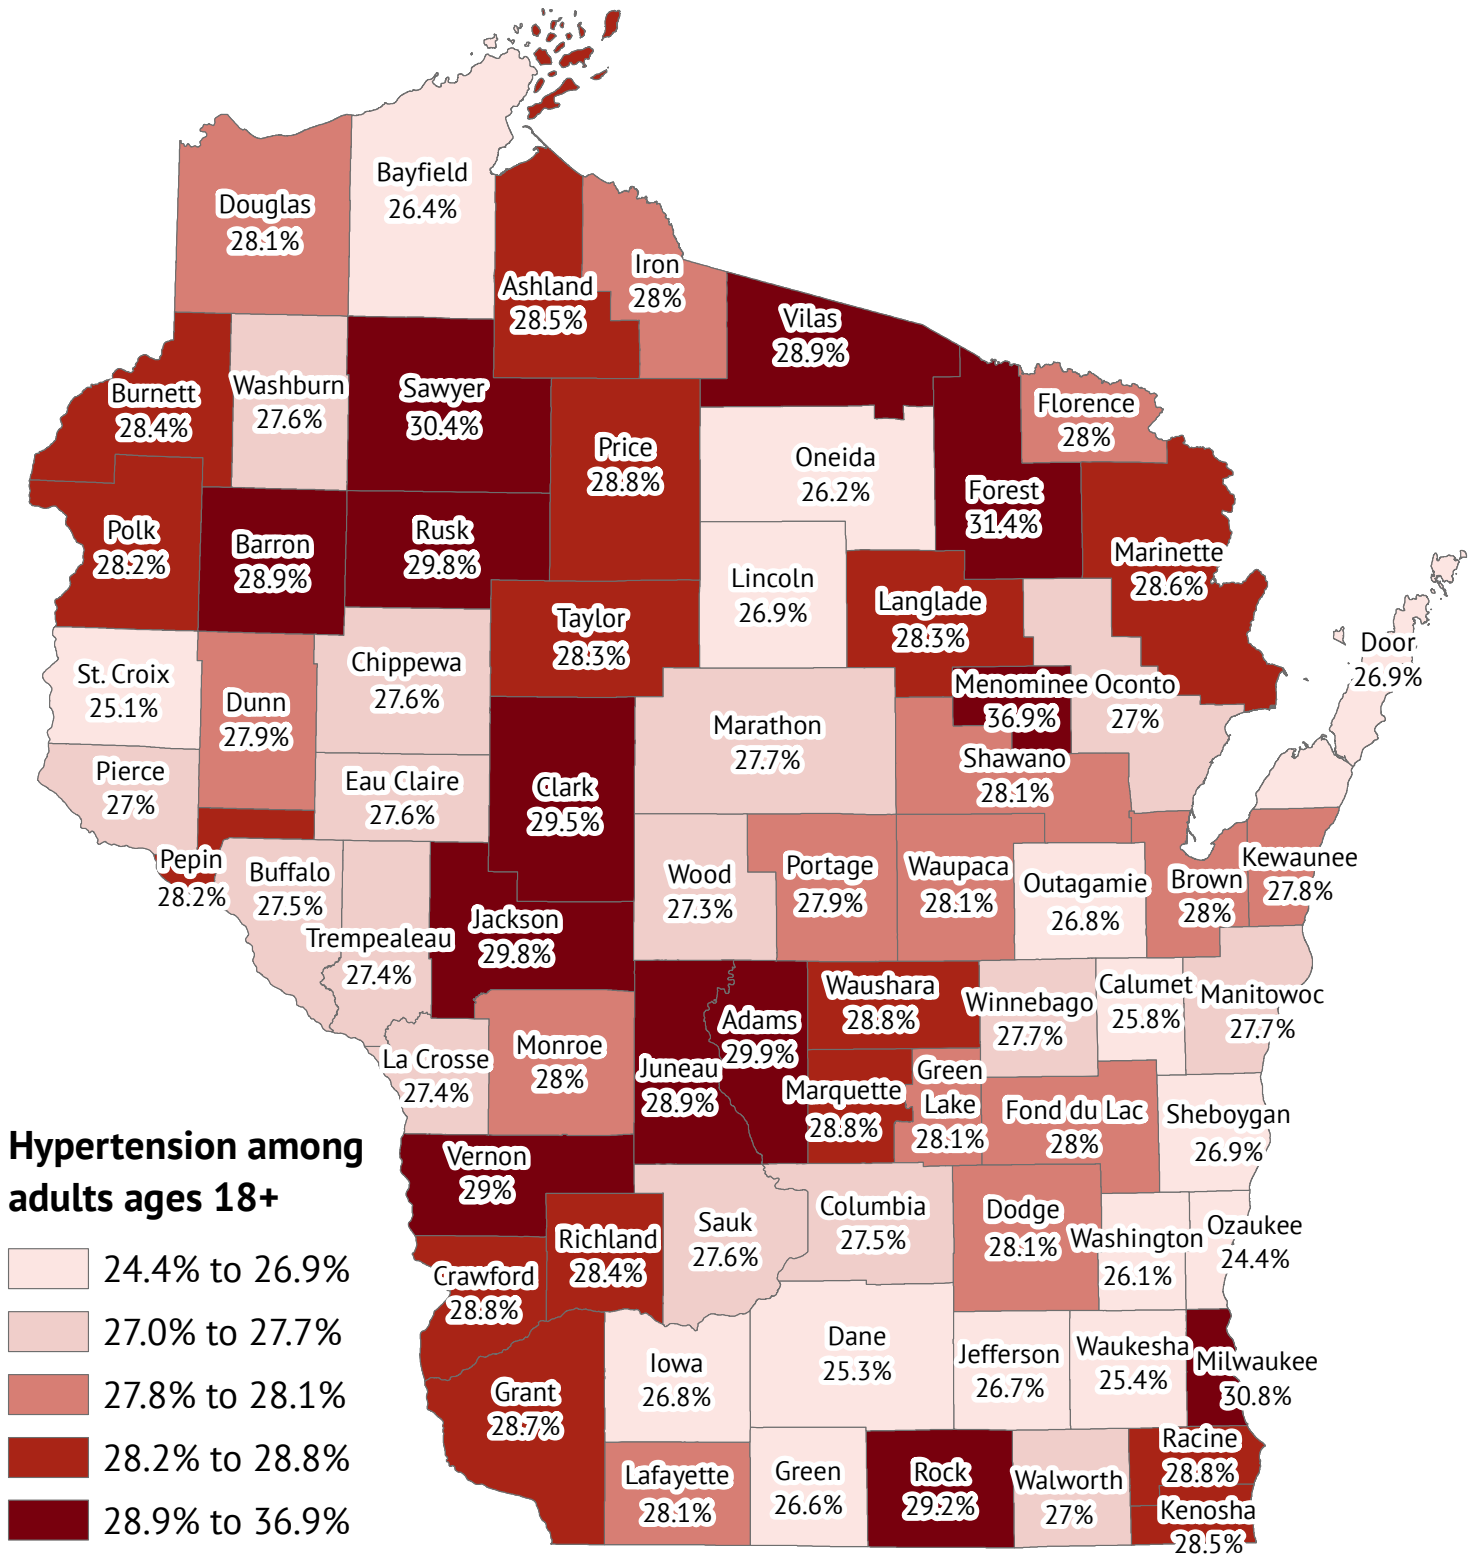 Bayfield
26.4%
Douglas
28.1%
Iron
28%
Ashland
28.5%
Vilas
28.9%
Burnett
28.4%
Washburn
27.6%
Sawyer
30.4%
Florence
28%
Price
28.8%
Oneida
26.2%
Forest
31.4%
Polk
28.2%
Barron
28.9%
Rusk
29.8%
Marinette
28.6%
Lincoln
26.9%
Langlade
28.3%
Taylor
28.3%
Door
26.9%
St. Croix
25.1%
Chippewa
27.6%
Dunn
27.9%
Menominee
36.9%
Oconto
27%
Marathon
27.7%
Pierce
27%
Eau Claire
27.6%
Clark
29.5%
Shawano
28.1%
Pepin
28.2%
Buffalo
27.5%
Wood
27.3%
Portage
27.9%
Waupaca
28.1%
Outagamie
26.8%
Brown
28%
Kewaunee
27.8%
Trempealeau
27.4%
Jackson
29.8%
Waushara
28.8%
Winnebago
27.7%
Calumet
25.8%
Manitowoc
27.7%
Adams
29.9%
La Crosse
27.4%
Monroe
28%
Juneau
28.9%
Marquette
28.8%
Green
Lake
28.1%
Fond du Lac
28%
Sheboygan
26.9%
Vernon
29%
Richland
28.4%
Sauk
27.6%
Columbia
27.5%
Dodge
28.1%
Washington
26.1%
Ozaukee
24.4%
Crawford
28.8%
Grant
28.7%
Iowa
26.8%
Dane
25.3%
Jefferson
26.7%
Waukesha
25.4%
Milwaukee
30.8%
Lafayette
28.1%
Green
26.6%
Rock
29.2%
Walworth
27%
Racine
28.8%
Kenosha
28.5%
Hypertension among
adults ages 18+
24.4% to 26.9%
27.0% to 27.7%
27.8% to 28.1%
28.2% to 28.8%
28.9% to 36.9%